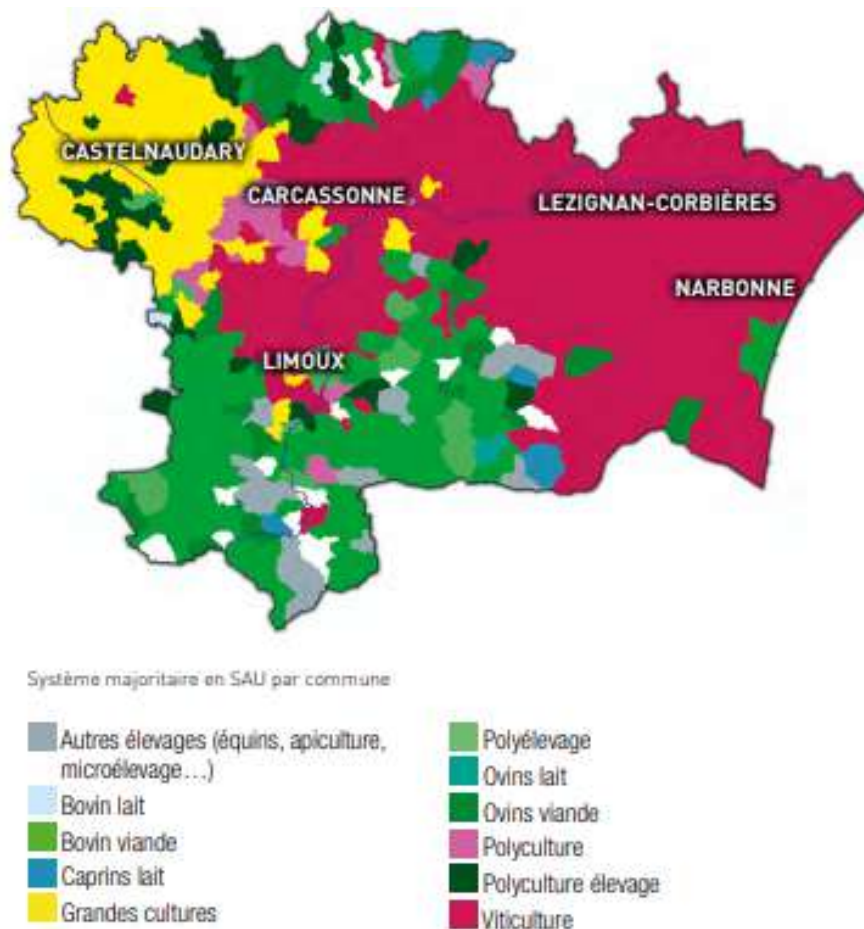 CASTELNAUDARY
CARCASSONNE
LEZIGNAN-CORBIÈRES
NARBONNE
LIMOUX
Système majoritaire en SAU par commune
Autres élevages (équins, apiculture,
microélevage...)
Bovin lait
Bovin viande
Caprins lait
Grandes cultures
Polyélevage
Ovins lait
Ovins viande
Polyculture
Polyculture élevage
Viticulture